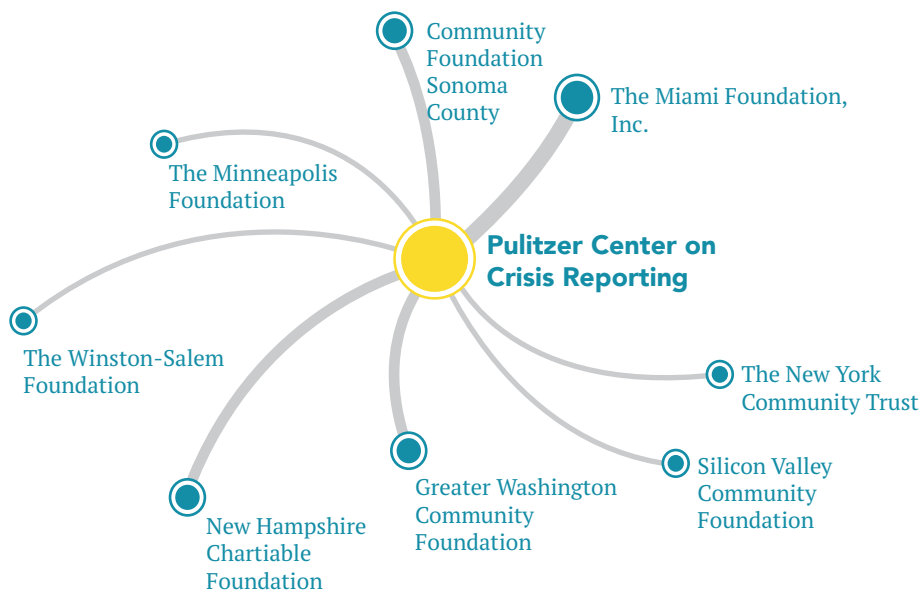 Community
Foundation
Sonoma
County
The Miami Foundation,
Inc.
The Minneapolis
Foundation
Pulitzer Center on
Crisis Reporting
The Winston-Salem
Foundation
The New York
Community Trust
Silicon Valley
Community
Foundation
Greater Washington
Community
Foundation
New Hampshire
Chartiable
Foundation